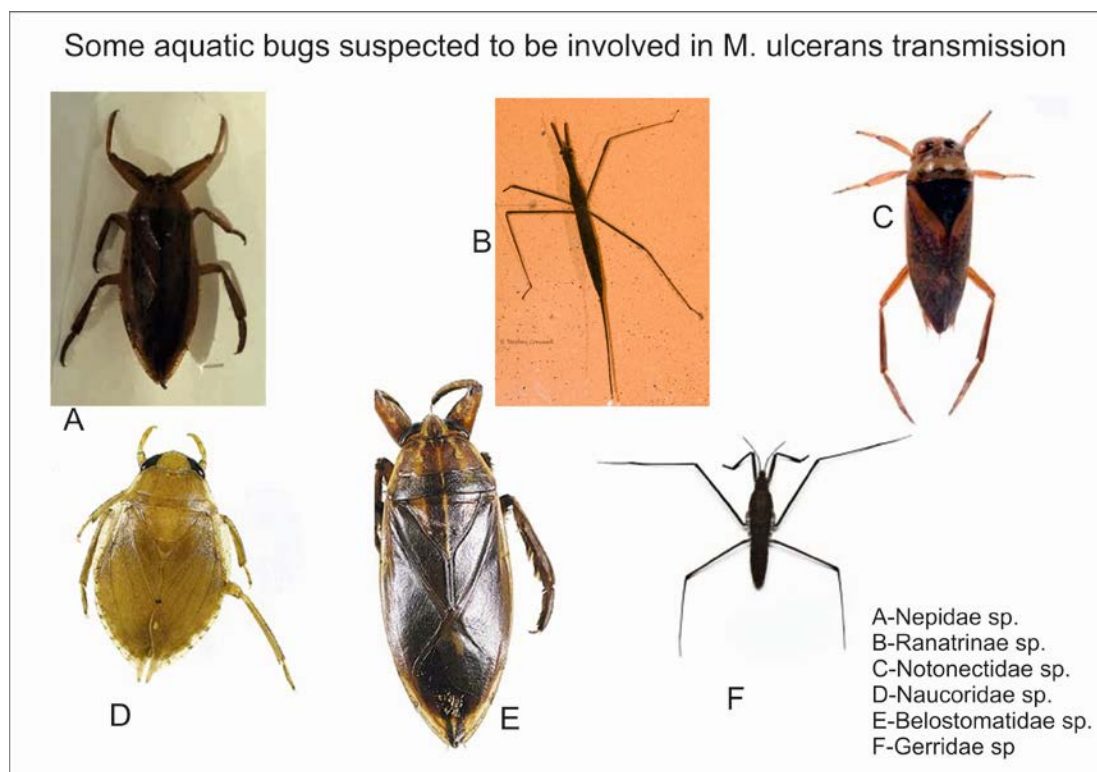 Some aquatic bugs suspected to be involved in M. ulcerans transmission
A
B
C
D
E
F
A-Nepidae sp.
B-Ranatrinae sp.
C-Notonectidae sp.
D-Naucoridae sp.
E-Belostomatidae sp.
F-Gerridae sp